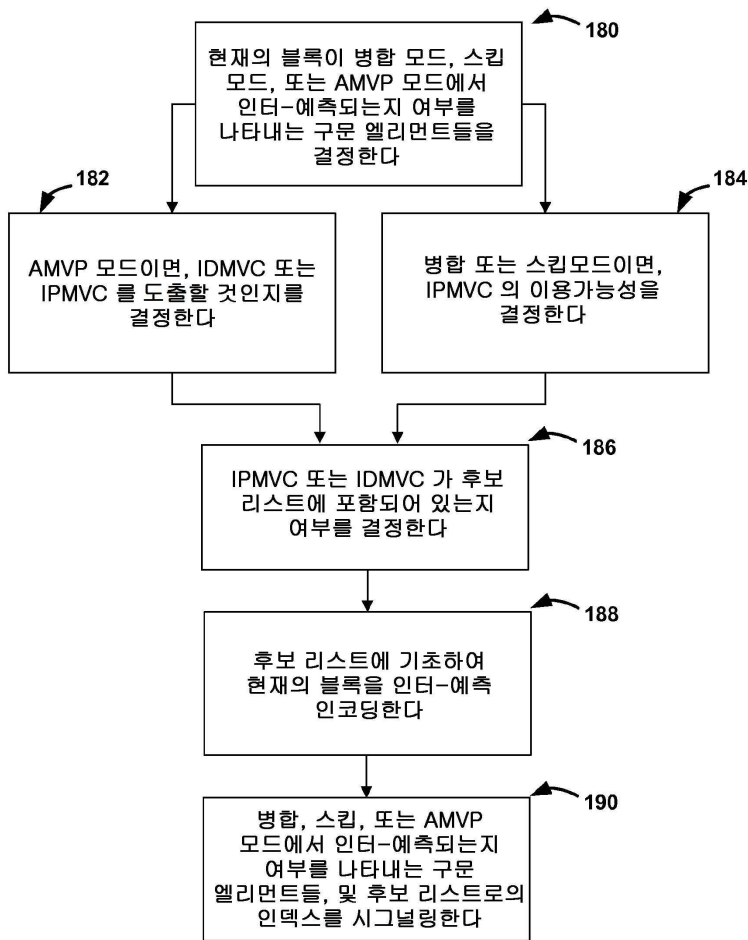 180
현재의 블록이 병합 모드, 스킵
모드, 또는 AMVP 모드에서
인터-예측되는지 여부를
나타내는 구문 엘리먼트들을
결정한다
182
AMVP 모드이면, IDMVC 또는
IPMVC 를 도출할 것인지를
결정한다
184
병합 또는 스킵모드이면,
IPMVC 의 이용가능성을
결정한다
186
IPMVC 또는 IDMVC 가 후보
리스트에 포함되어 있는지
여부를 결정한다
188
후보 리스트에 기초하여
현재의 블록을 인터-예측
인코딩한다
190
병합, 스킵, 또는 AMVP
모드에서 인터-예측되는지
여부를 나타내는 구문
엘리먼트들, 및 후보 리스트로의
인덱스를 시그널링한다